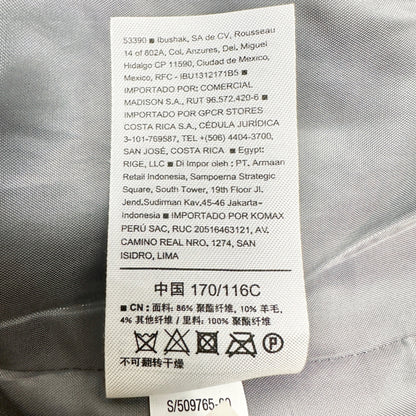 53390 ■ Ibushak, SA de CV, Rousseau
14 of 802A, Col, Anzures, Del, Miguel
Hidalgo CP 11590, Ciudad de Mexico,
Mexico, RFC - IBU1312171B5 ■
IMPORTADO POR: COMERCIAL
MADISON S.A., RUT 96.572.420-6 ■
IMPORTADO POR GPCR STORES
COSTA RICA S.A., CÉDULA JURÍDICA
3-101-769587, TEL +(506) 4404-3700,
SAN JOSÉ, COSTA RICA ■ Egypt:
RIGE, LLC ■ Di Impor oleh : PT. Armaan
Retail Indonesia, Sampoerna Strategic
Square, South Tower, 19th Floor Jl.
Jend.Sudirman Kav.45-46 Jakarta-
Indonesia ■ IMPORTADO POR KOMAX
PERÚ SAC, RUC 20516463121, AV.
CAMINO REAL NRO. 1274, SAN
ISIDRO, LIMA
中国 170/116C
■ CN : 面料: 86% 聚酯纤维, 10% 羊毛,
4% 其他纤维 / 里料: 100% 聚酯纤维
P
不可翻转干燥
S/509765-00